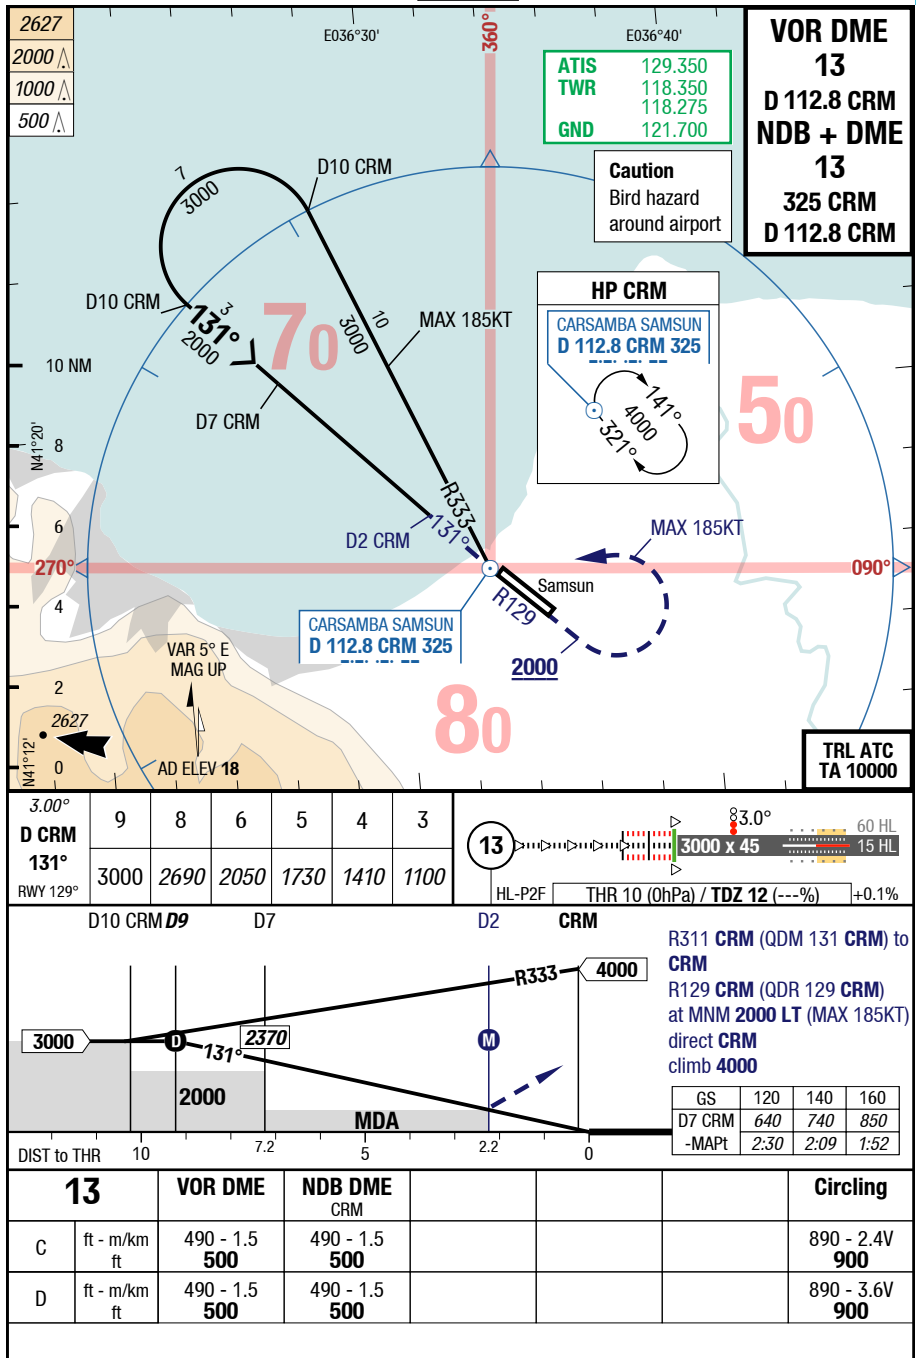 2627
2000
1000
500
E036°30'
360°
E036°40'
ATIS 129.350
TWR 118.350
118.275
GND 121.700
VOR DME
13
D 112.8 CRM
NDB + DME
13
325 CRM
D 112.8 CRM
Caution
Bird hazard
around airport
7
3000
D10 CRM
D10 CRM
3
131°
2000
70
10
3000
MAX 185KT
HP CRM
CARSAMBA SAMSUN
D 112.8 CRM 325
141°
4000
321°
50
10 NM
D7 CRM
N41°20'
8
R333
131°
D2 CRM
6
MAX 185KT
270°
090°
Samsun
R129
4
CARSAMBA SAMSUN
D 112.8 CRM 325
VAR 5° E
MAG UP
2000
2
80
2627
N41°12'
0
AD ELEV 18
TRL ATC
TA 10000
3.00°
D CRM
131°
RWY 129°
9 8 6 5 4 3
3000 2690 2050 1730 1410 1100
13
3.0°
3000 x 45
60 HL
15 HL
HL-P2F
THR 10 (0hPa) / TDZ 12 (---%)
+0.1%
D10 CRM D9 D7 D2 CRM
R333
4000
3000
D
2370
131°
M
2000
MDA
DIST to THR 10 7.2 5 2.2 0
R311 CRM (QDM 131 CRM) to
CRM
R129 CRM (QDR 129 CRM)
at MNM 2000 LT (MAX 185KT)
direct CRM
climb 4000
GS 120 140 160
D7 CRM 640 740 850
-MAPt 2:30 2:09 1:52
13 VOR DME NDB DME Circling
CRM
C ft - m/km 490 - 1.5 490 - 1.5 890 - 2.4V
ft 500 500 900
D ft - m/km 490 - 1.5 490 - 1.5 890 - 3.6V
ft 500 500 900